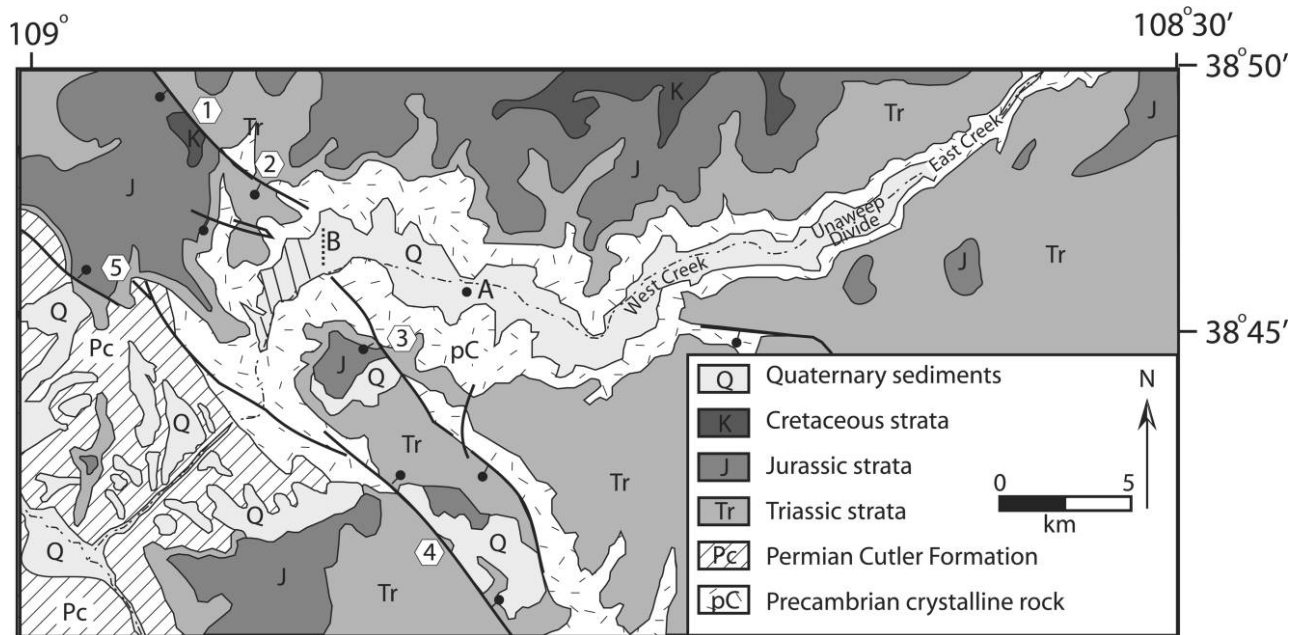 109°
108°30′
38°50′
1
K
Tr
K
Tr
J
2
J
J
East Creek
Unaweep
Divide
B
Q
Tr
West Creek
J
5
A
Q
38°45′
Pc
3
pC
J
Q
Q
Tr
Tr
Q
4
Q
Q
J
Tr
Pc
Q Quaternary sediments
K Cretaceous strata
J Jurassic strata
Tr Triassic strata
Pc Permian Cutler Formation
pC Precambrian crystalline rock
N
0 5
km